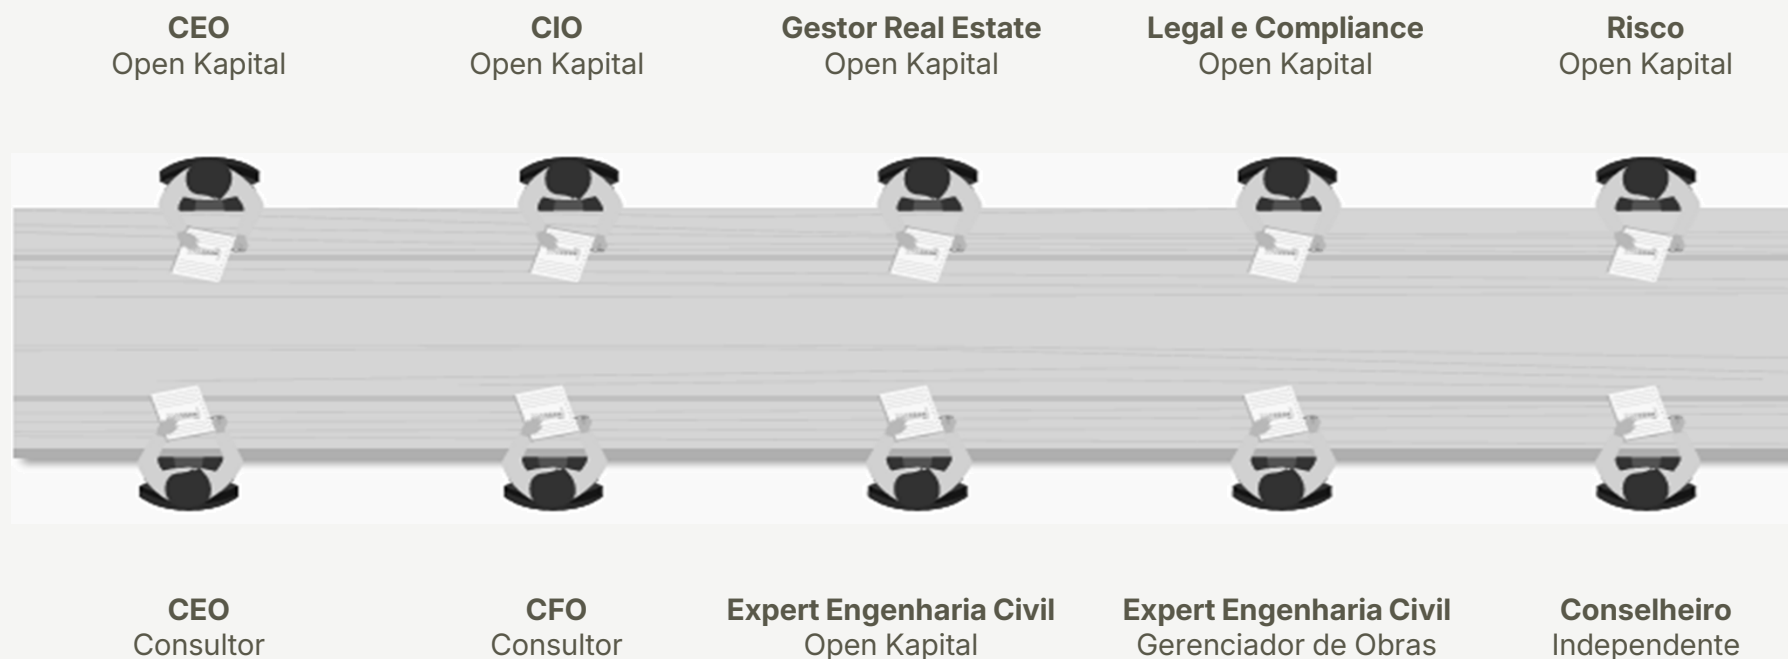 CEO
Open Kapital
CIO
Open Kapital
Gestor Real Estate
Open Kapital
Legal e Compliance
Open Kapital
Risco
Open Kapital
CEO
Consultor
CFO
Consultor
Expert Engenharia Civil
Open Kapital
Expert Engenharia Civil
Gerenciador de Obras
Conselheiro
Independente